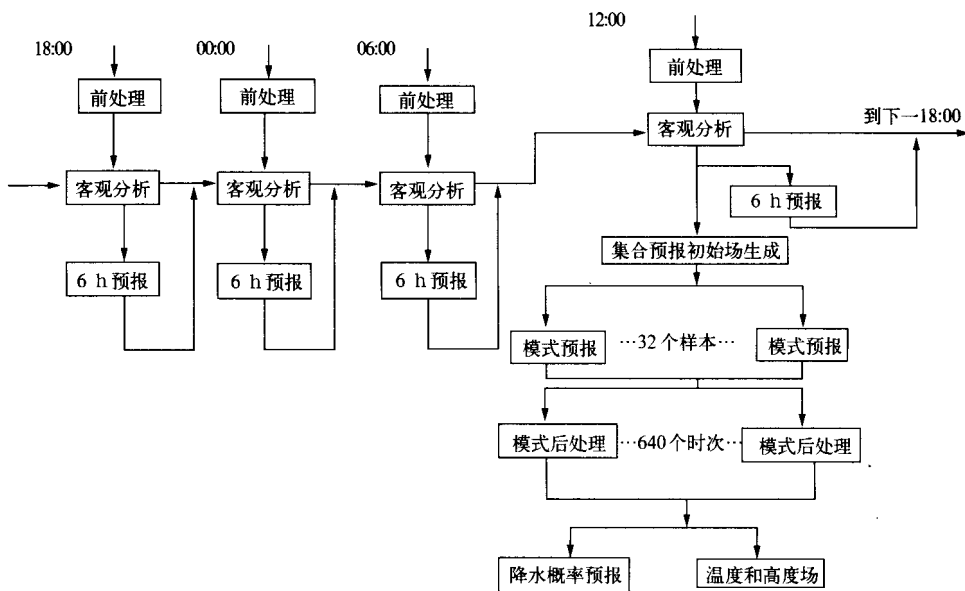 18:00
00:00
06:00
12:00
前处理
前处理
前处理
前处理
客观分析
到下一18:00
客观分析
客观分析
客观分析
6 h 预报
集合预报初始场生成
6 h 预报
6 h 预报
6 h 预报
模式预报
…32个样本…
模式预报
模式后处理
…640个时次…
模式后处理
降水概率预报
温度和高度场